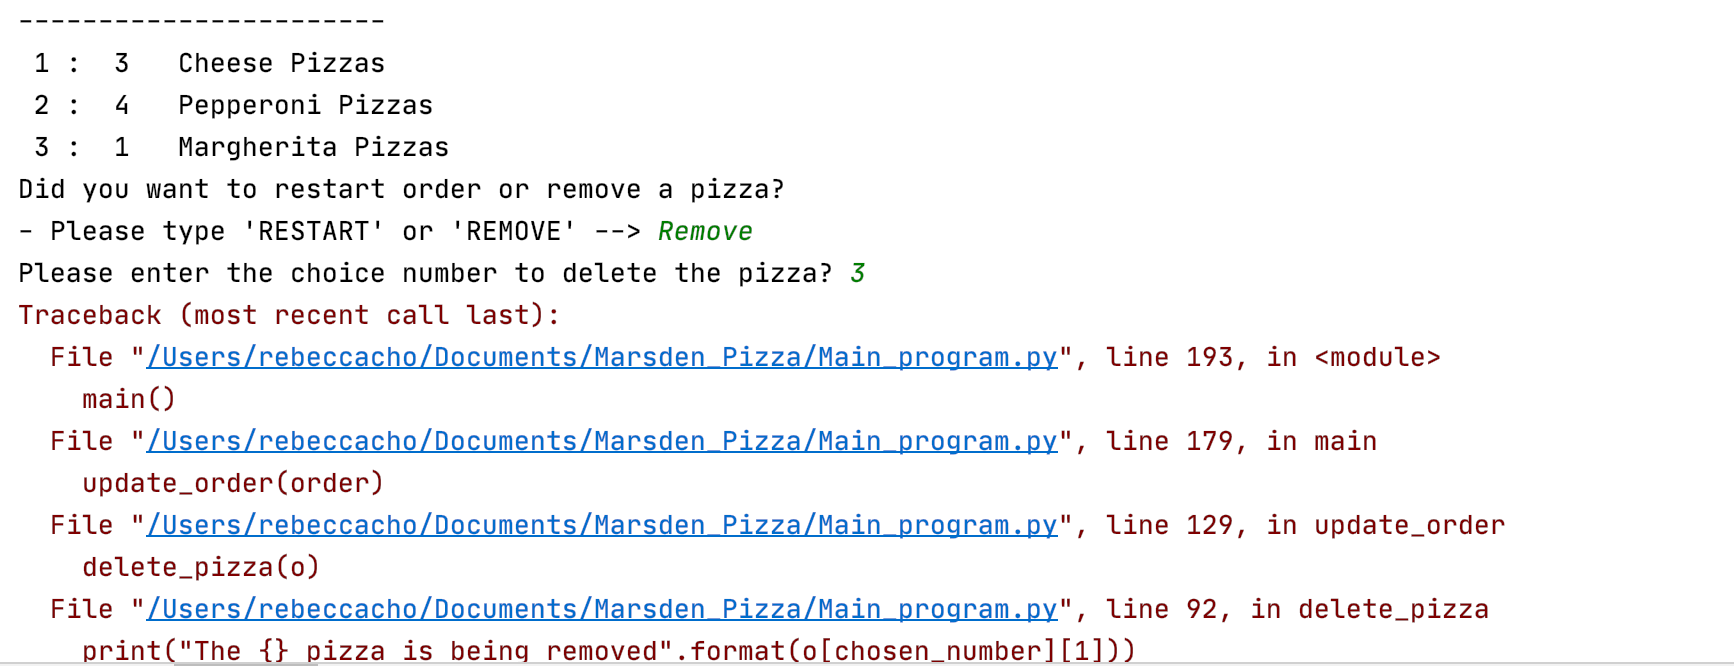 -----------------------
1 :  3   Cheese Pizzas
2 :  4   Pepperoni Pizzas
3 :  1   Margherita Pizzas
Did you want to restart order or remove a pizza?
- Please type 'RESTART' or 'REMOVE' --> Remove
Please enter the choice number to delete the pizza? 3
Traceback (most recent call last):
  File "/Users/rebeccacho/Documents/Marsden_Pizza/Main_program.py", line 193, in <module>
    main()
  File "/Users/rebeccacho/Documents/Marsden_Pizza/Main_program.py", line 179, in main
    update_order(order)
  File "/Users/rebeccacho/Documents/Marsden_Pizza/Main_program.py", line 129, in update_order
    delete_pizza(o)
  File "/Users/rebeccacho/Documents/Marsden_Pizza/Main_program.py", line 92, in delete_pizza
    print("The {} pizza is being removed".format(o[chosen_number][1]))